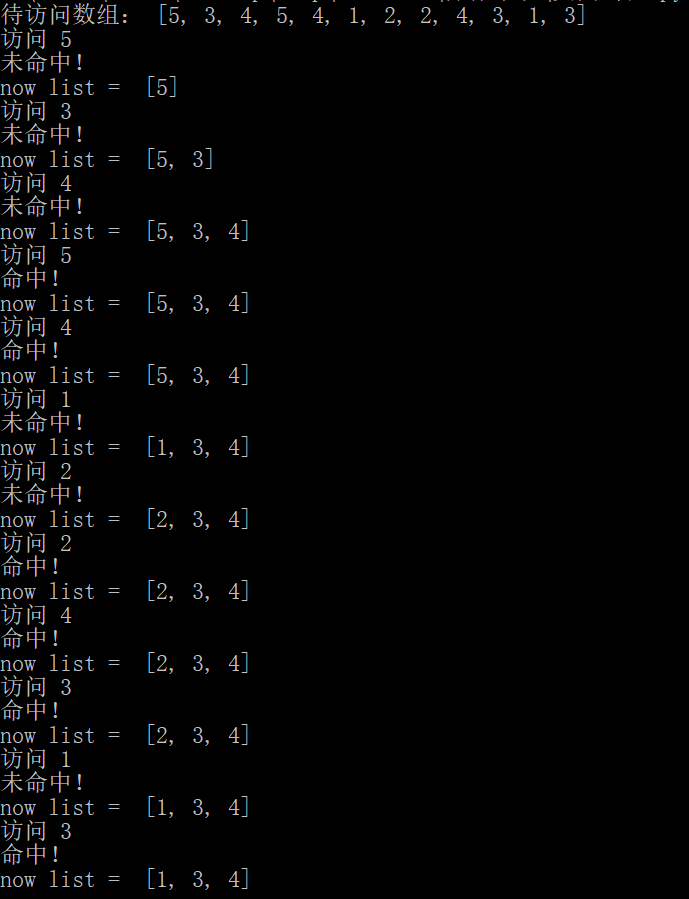 待访问数组： [5, 3, 4, 5, 4, 1, 2, 2, 4, 3, 1, 3]
访问 5
未命中!
now list =  [5]
访问 3
未命中!
now list =  [5, 3]
访问 4
未命中!
now list =  [5, 3, 4]
访问 5
命中!
now list =  [5, 3, 4]
访问 4
命中!
now list =  [5, 3, 4]
访问 1
未命中!
now list =  [1, 3, 4]
访问 2
未命中!
now list =  [2, 3, 4]
访问 2
命中!
now list =  [2, 3, 4]
访问 4
命中!
now list =  [2, 3, 4]
访问 3
命中!
now list =  [2, 3, 4]
访问 1
未命中!
now list =  [1, 3, 4]
访问 3
命中!
now list =  [1, 3, 4]